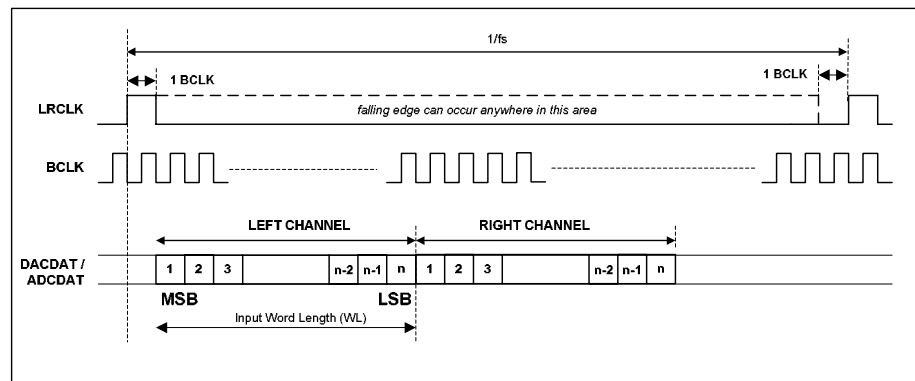 1/fs
1 BCLK
1 BCLK
LRCLK
falling edge can occur anywhere in this area
BCLK
LEFT CHANNEL
RIGHT CHANNEL
DACDAT /
ADCDAT
1 2 3 n-2 n-1 n 1 2 3 n-2 n-1 n
MSB
LSB
Input Word Length (WL)